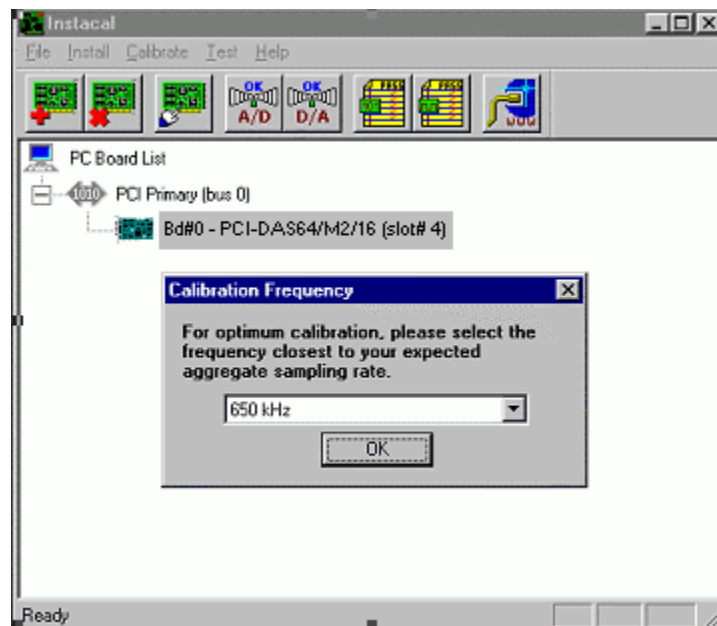 Instacal
File Install Calibrate Test Help
OK A/D OK D/A
PC Board List
PCI Primary (bus 0)
Bd#0 - PCI-DAS64/M2/16 (slot# 4)
Calibration Frequency
For optimum calibration, please select the
frequency closest to your expected
aggregate sampling rate.
650 kHz
OK
Ready